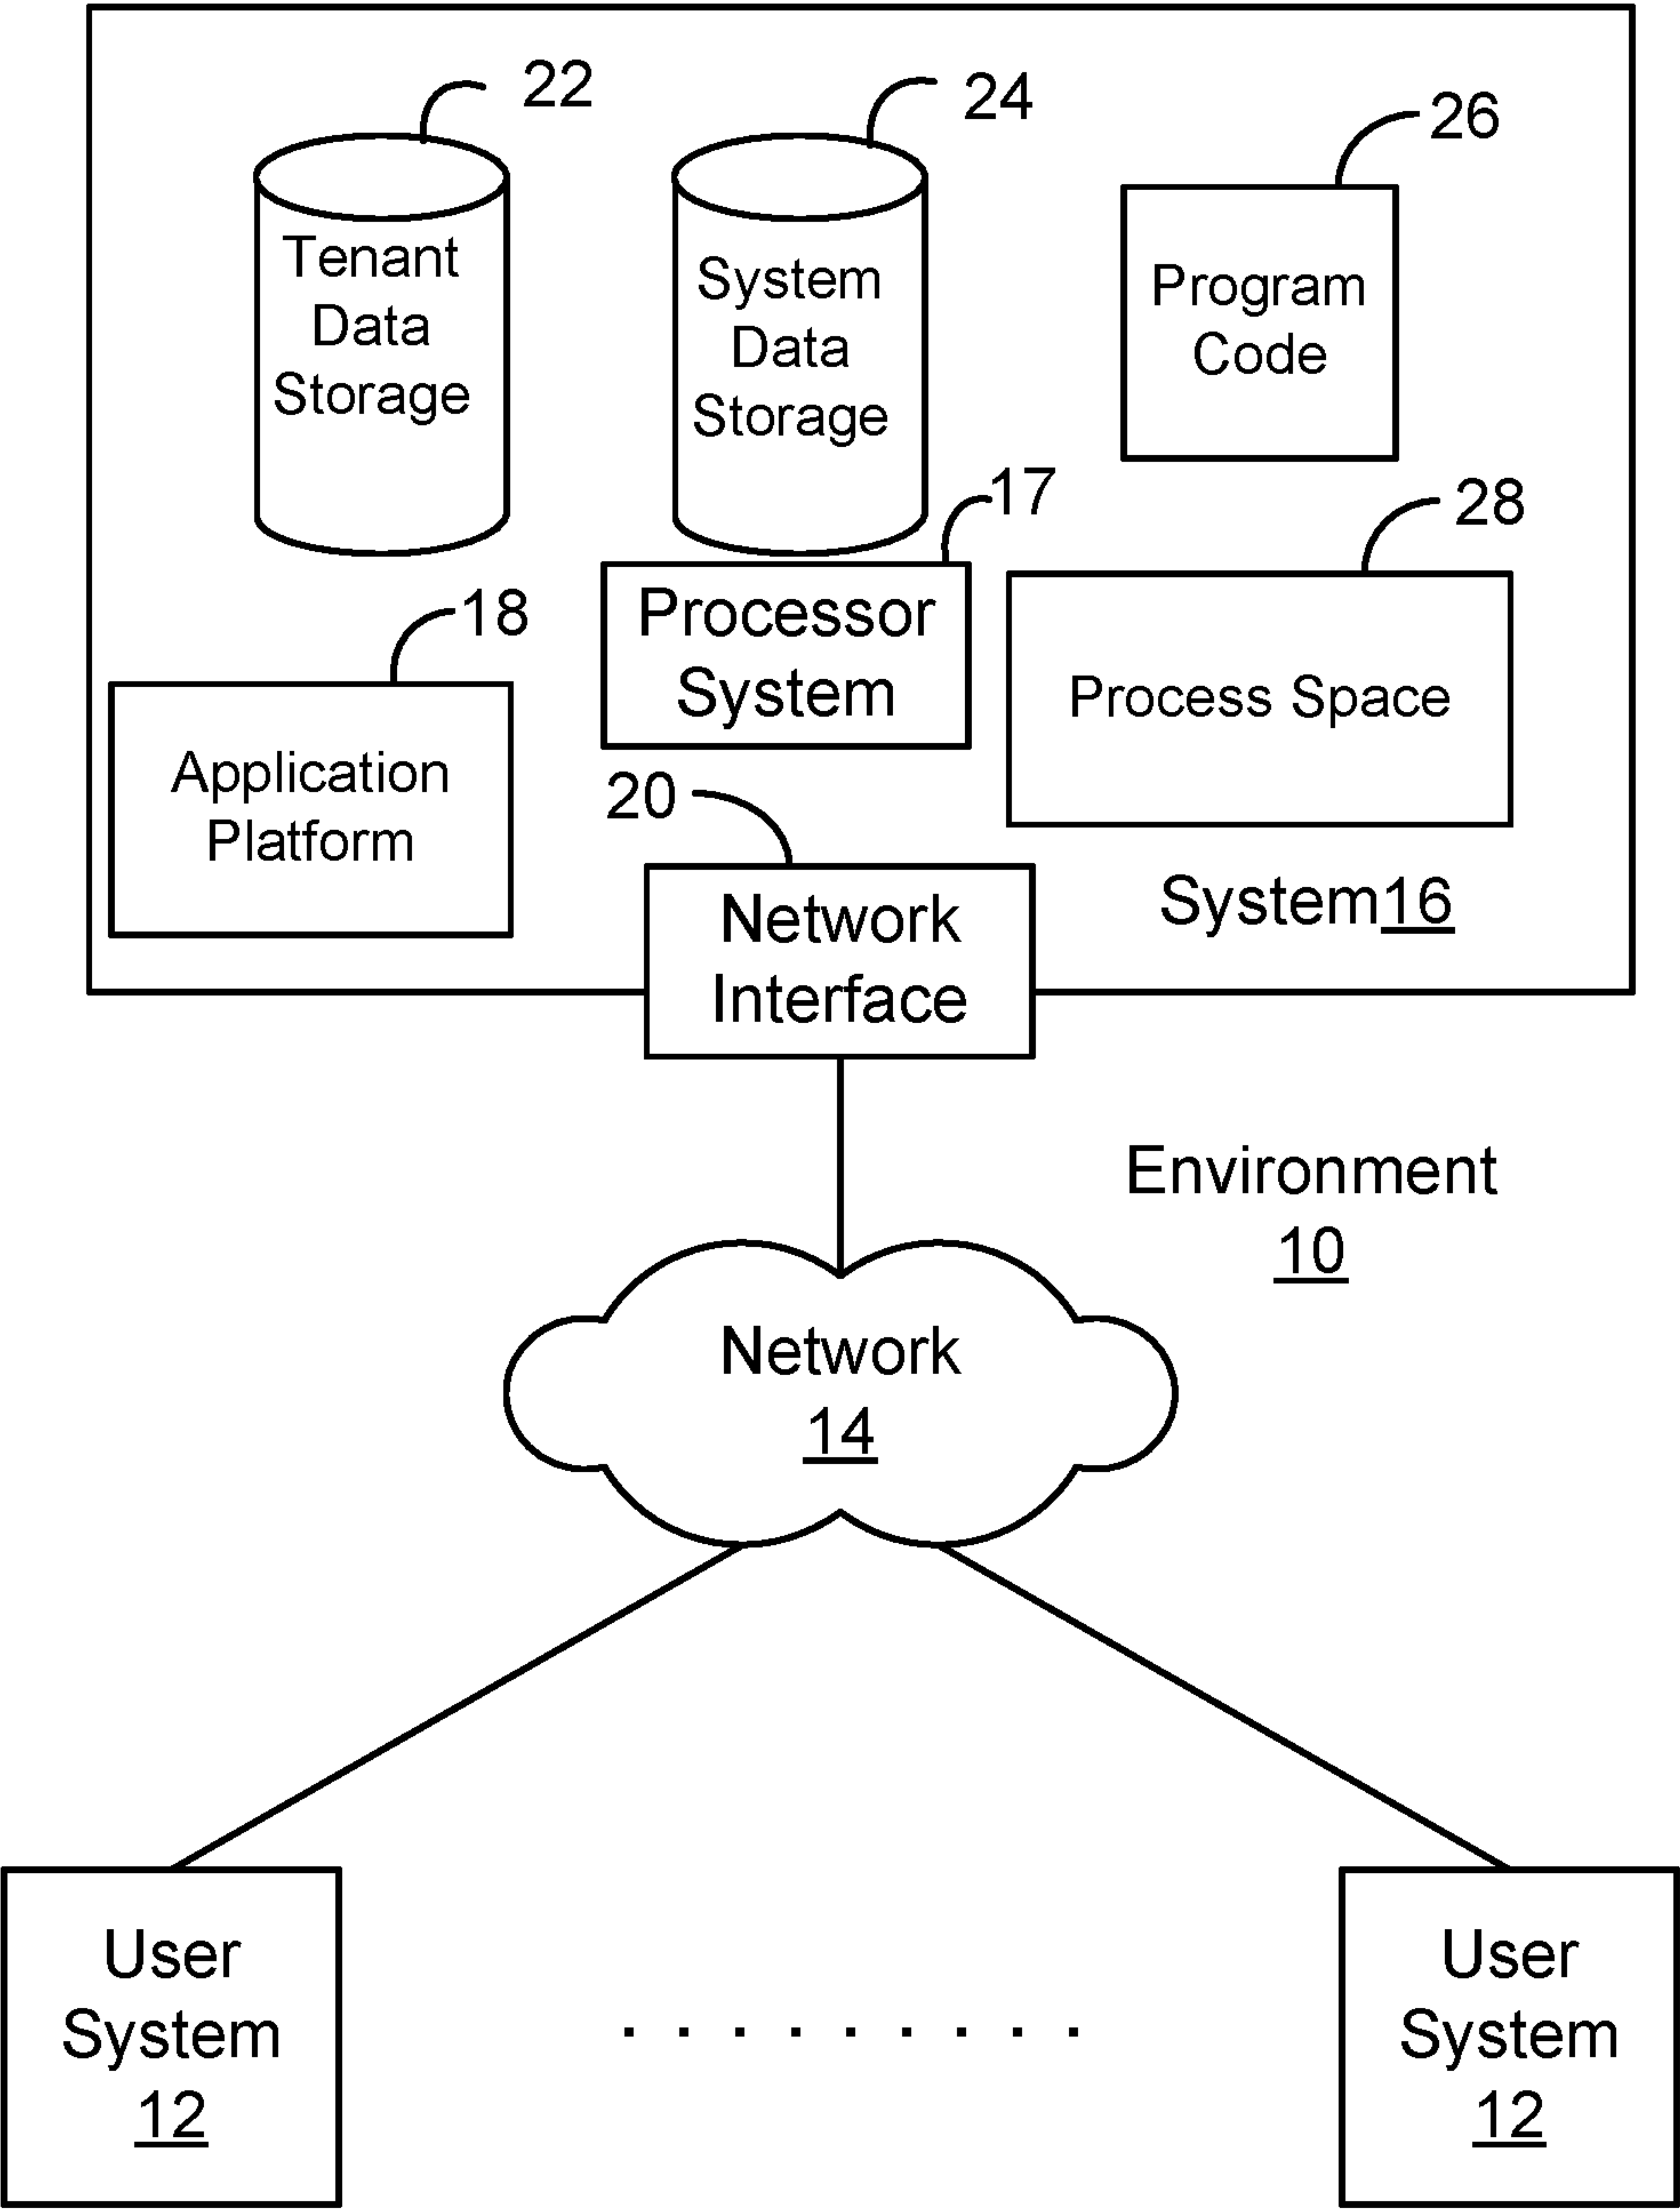 22
24
26
Tenant
Data
Storage
System
Data
Storage
Program
Code
17
28
18
Processor
System
Process Space
Application
Platform
20
System16
Network
Interface
Environment
10
Network
14
User
System
12
. . . . . . . . .
User
System
12